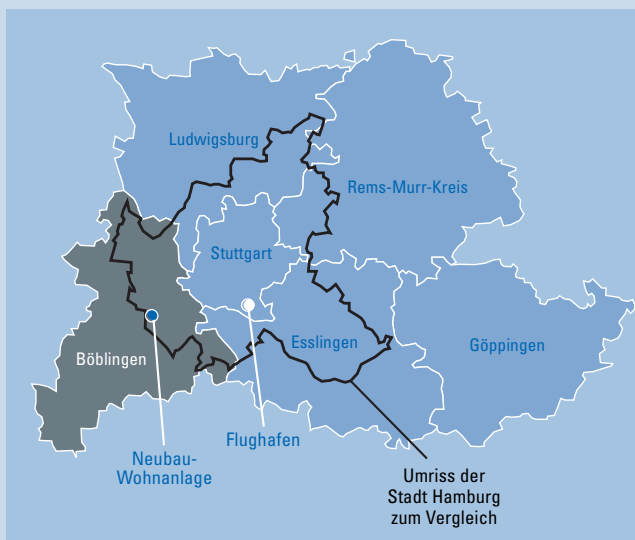 Ludwigsburg
Rems-Murr-Kreis
Stuttgart
Esslingen
Göppingen
Böblingen
Flughafen
Neubau-
Wohnanlage
Umriss der
Stadt Hamburg
zum Vergleich